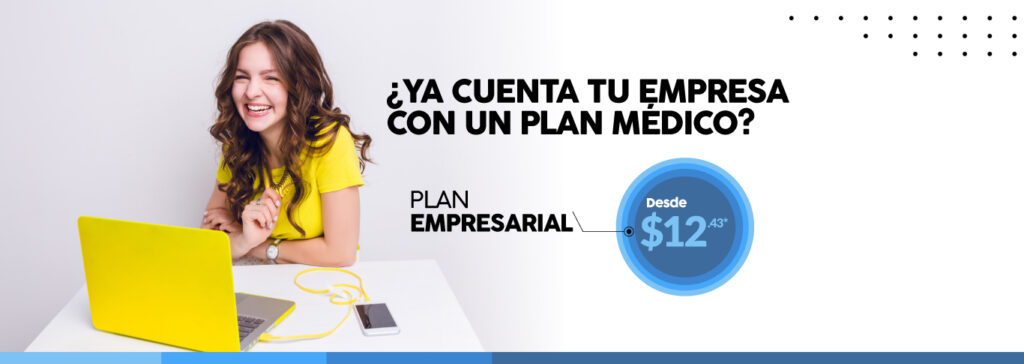 ¿YA CUENTA TU EMPRESA
CON UN PLAN MÉDICO?
PLAN
EMPRESARIAL
Desde
$12.43*